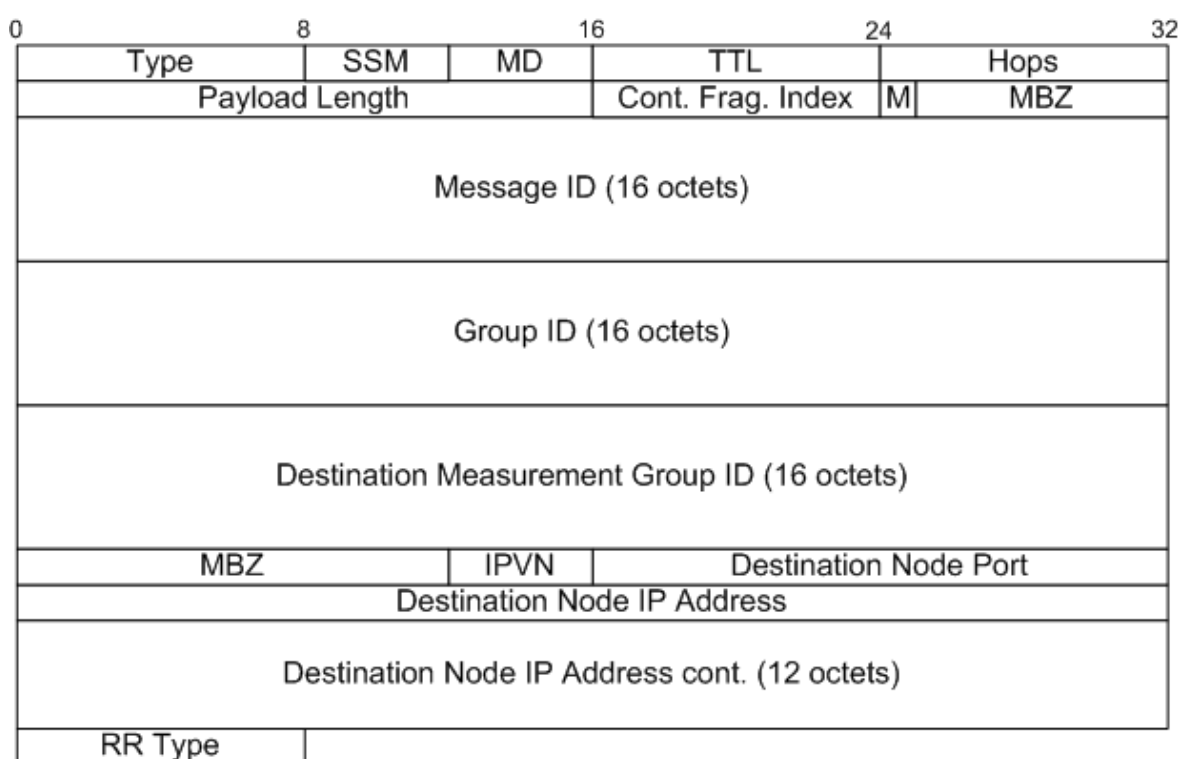 0 8 16 24 32
Type SSM MD TTL Hops
Payload Length Cont. Frag. Index M MBZ
Message ID (16 octets)
Group ID (16 octets)
Destination Measurement Group ID (16 octets)
MBZ IPVN Destination Node Port
Destination Node IP Address
Destination Node IP Address cont. (12 octets)
RR Type